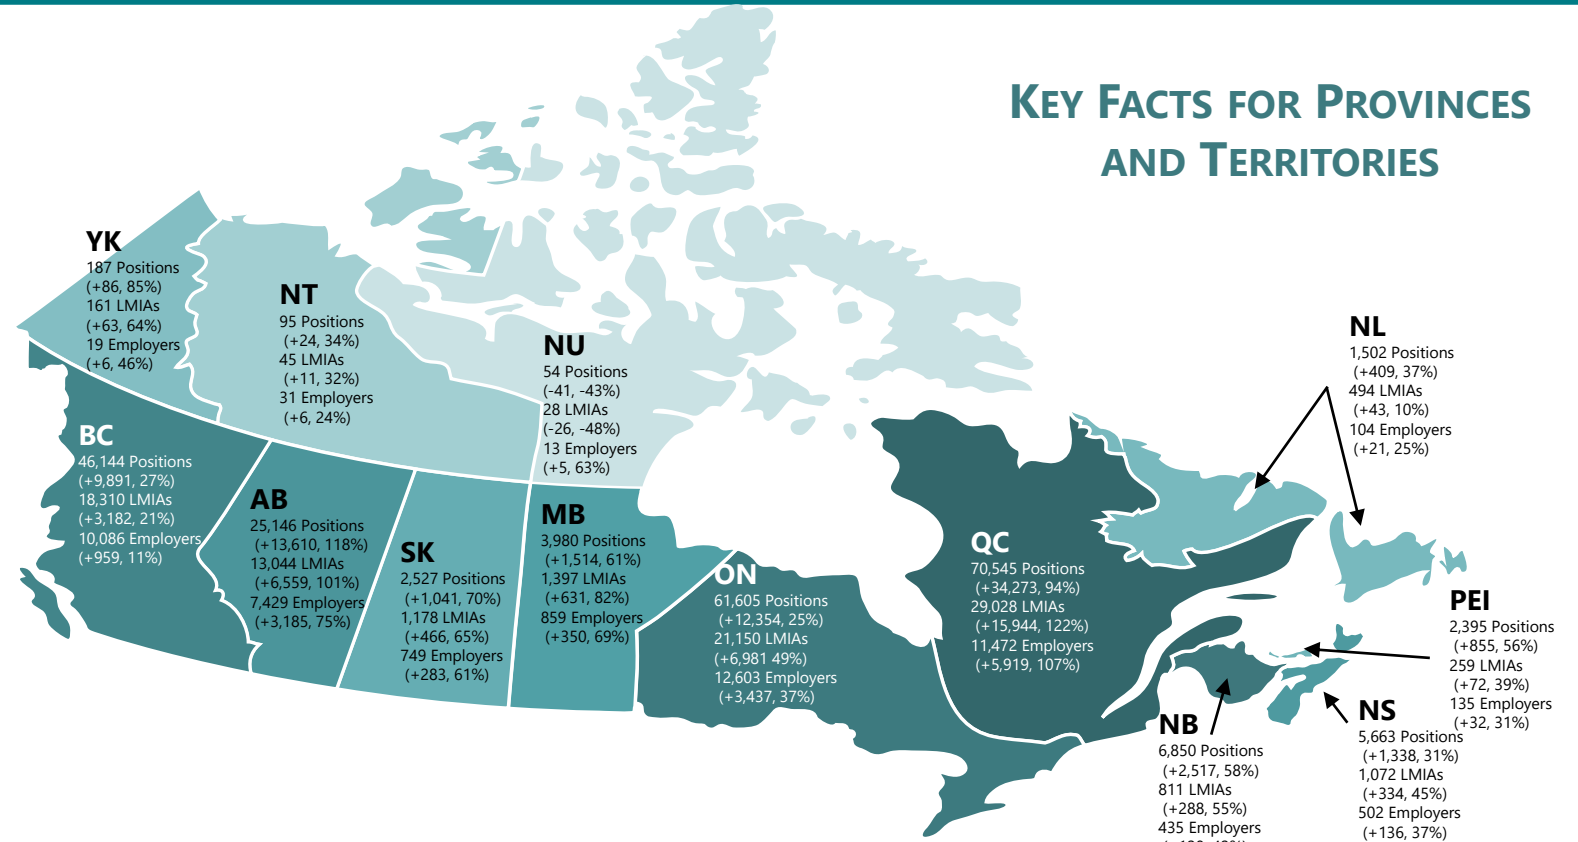 KEY FACTS FOR PROVINCES
AND TERRITORIES
YK
187 Positions
(+86, 85%)
161 LMIAs
(+63, 64%)
19 Employers
(+6, 46%)
NT
95 Positions
(+24, 34%)
45 LMIAs
(+11, 32%)
31 Employers
(+6, 24%)
NU
54 Positions
(-41, -43%)
28 LMIAs
(-26, -48%)
13 Employers
(+5, 63%)
NL
1,502 Positions
(+409, 37%)
494 LMIAs
(+43, 10%)
104 Employers
(+21, 25%)
BC
46,144 Positions
(+9,891, 27%)
18,310 LMIAs
(+3,182, 21%)
10,086 Employers
(+959, 11%)
AB
25,146 Positions
(+13,610, 118%)
13,044 LMIAs
(+6,559, 101%)
7,429 Employers
(+3,185, 75%)
SK
2,527 Positions
(+1,041, 70%)
1,178 LMIAs
(+466, 65%)
749 Employers
(+283, 61%)
MB
3,980 Positions
(+1,514, 61%)
1,397 LMIAs
(+631, 82%)
859 Employers
(+350, 69%)
ON
61,605 Positions
(+12,354, 25%)
21,150 LMIAs
(+6,981 49%)
12,603 Employers
(+3,437, 37%)
QC
70,545 Positions
(+34,273, 94%)
29,028 LMIAs
(+15,944, 122%)
11,472 Employers
(+5,919, 107%)
PEI
2,395 Positions
(+855, 56%)
259 LMIAs
(+72, 39%)
135 Employers
(+32, 31%)
NB
6,850 Positions
(+2,517, 58%)
811 LMIAs
(+288, 55%)
435 Employers
NS
5,663 Positions
(+1,338, 31%)
1,072 LMIAs
(+334, 45%)
502 Employers
(+136, 37%)